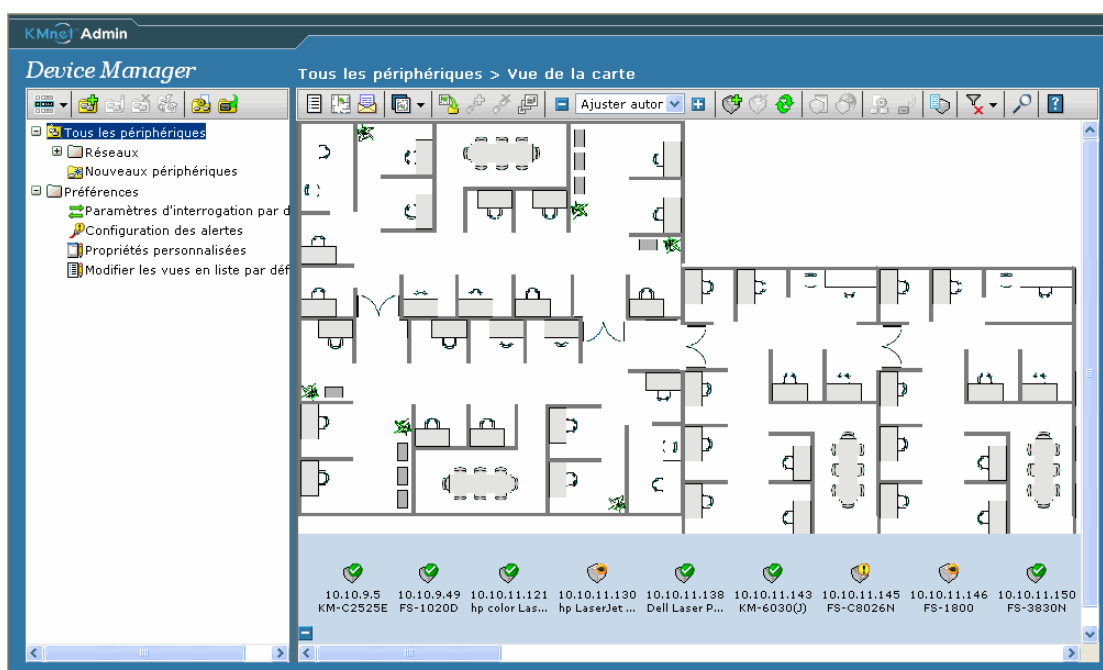 KMnet Admin
Device Manager
Tous les périphériques > Vue de la carte
Ajuster autor
Tous les périphériques
Réseaux
Nouveaux périphériques
Préférences
Paramètres d'interrogation par d
Configuration des alertes
Propriétés personnalisées
Modifier les vues en liste par déf
10.10.9.5 10.10.9.49 10.10.11.121 10.10.11.130 10.10.11.138 10.10.11.143 10.10.11.145 10.10.11.146 10.10.11.150
KM-C2525E FS-1020D hp color Las... hp LaserJet ... Dell Laser P... KM-6030(J) FS-C8026N FS-1800 FS-3830N